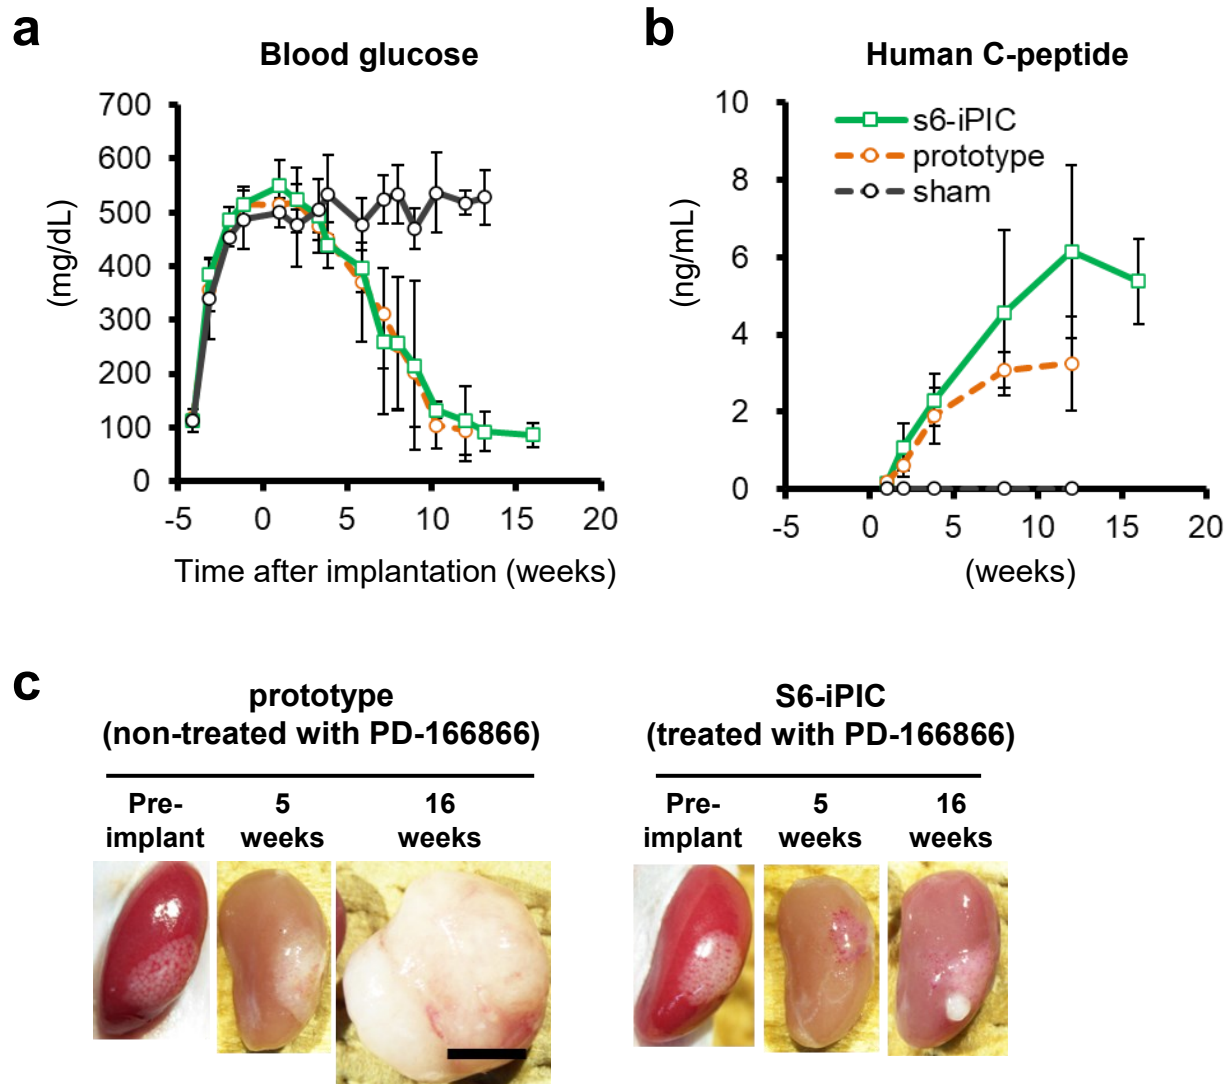 a
Blood glucose
700
600
500
400
300
200
100
0
(mg/dL)
-5 0 5 10 15 20
Time after implantation (weeks)
b
Human C-peptide
10
8
6
4
2
0
(ng/mL)
s6-iPIC
prototype
sham
-5 0 5 10 15 20
(weeks)
c
prototype
(non-treated with PD-166866)
Pre-
implant
5
weeks
16
weeks
S6-iPIC
(treated with PD-166866)
Pre-
implant
5
weeks
16
weeks